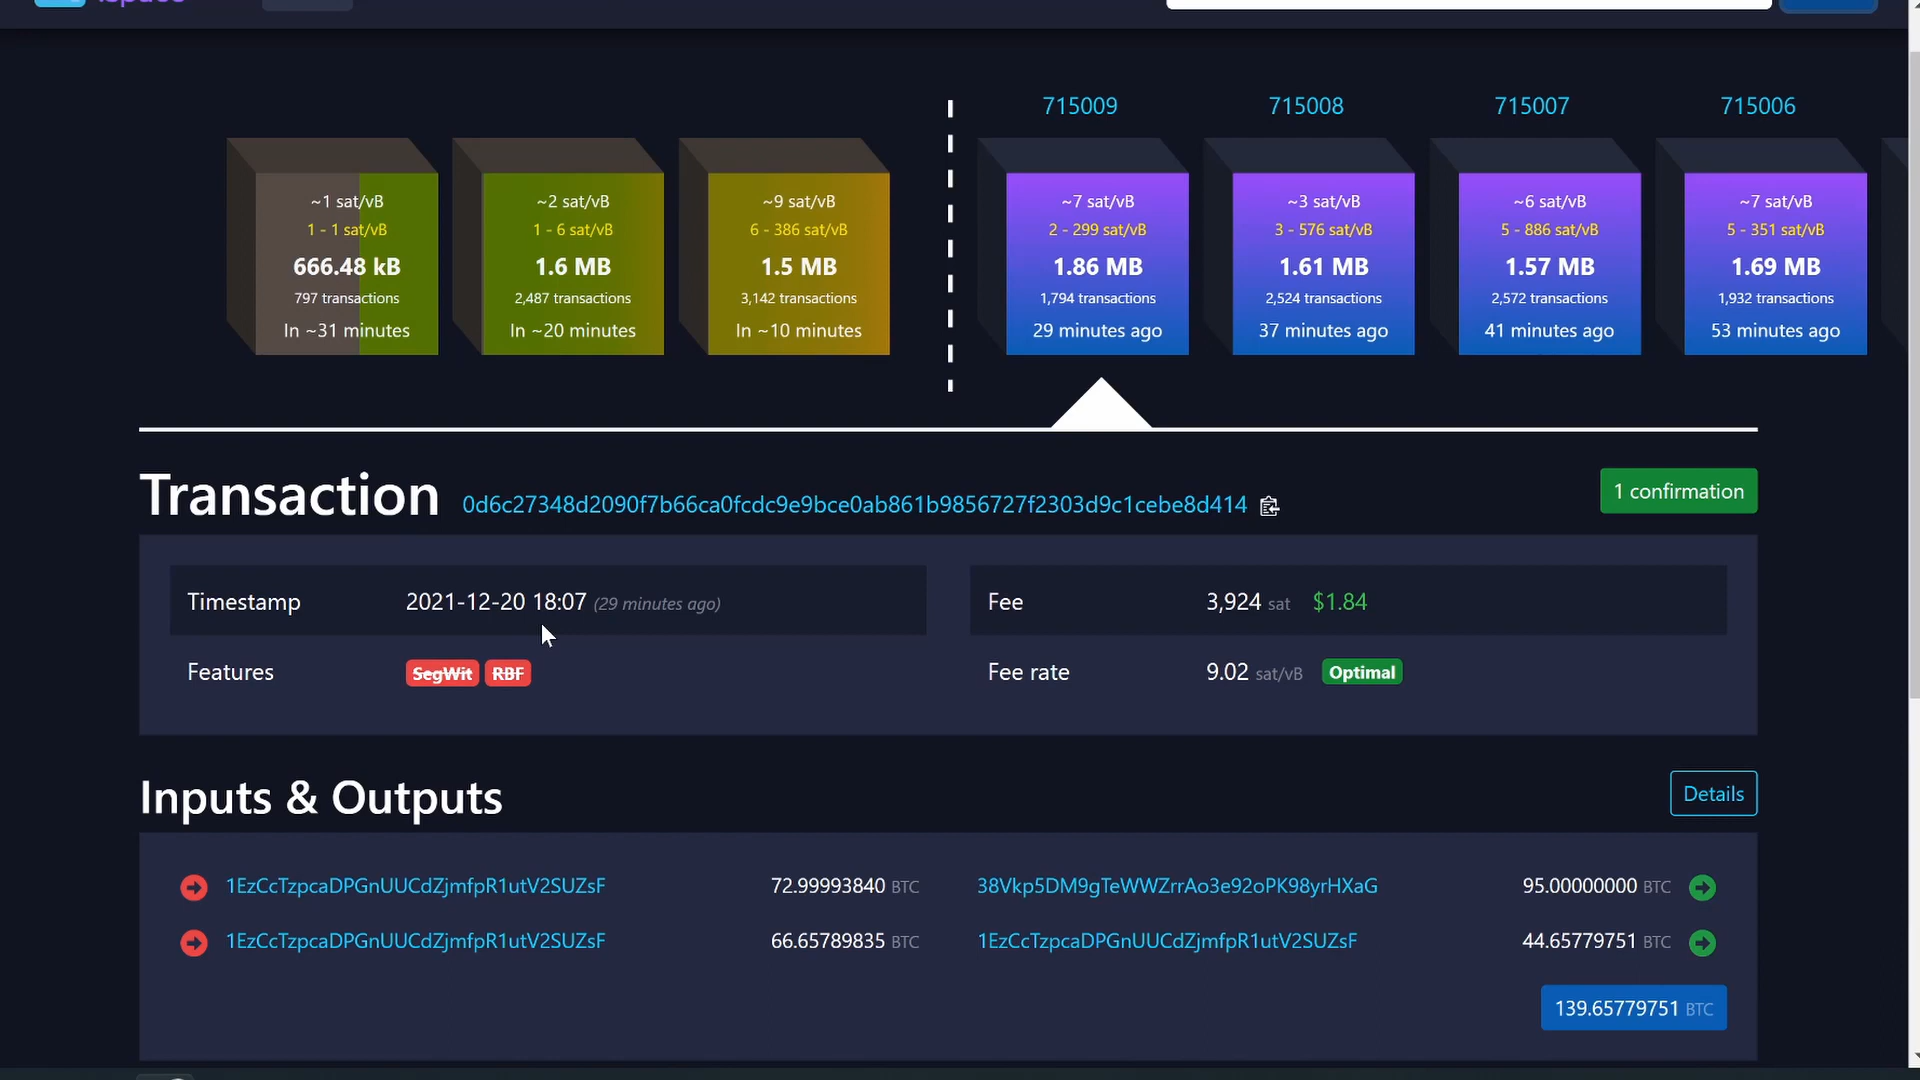 715009 715008 715007 715006
~1 sat/vB ~2 sat/vB ~9 sat/vB ~7 sat/vB ~3 sat/vB ~6 sat/vB ~7 sat/vB
1 - 1 sat/vB 1 - 6 sat/vB 6 - 386 sat/vB 2 - 299 sat/vB 3 - 576 sat/vB 5 - 886 sat/vB 5 - 351 sat/vB
666.48 kB 1.6 MB 1.5 MB 1.86 MB 1.61 MB 1.57 MB 1.69 MB
797 transactions 2,487 transactions 3,142 transactions 1,794 transactions 2,524 transactions 2,572 transactions 1,932 transactions
In ~31 minutes In ~20 minutes In ~10 minutes 29 minutes ago 37 minutes ago 41 minutes ago 53 minutes ago
Transaction 0d6c27348d2090f7b66ca0fcdc9e9bce0ab861b9856727f2303d9c1cebe8d414 1 confirmation
Timestamp 2021-12-20 18:07 (29 minutes ago) Fee 3,924 sat $1.84
Features SegWit RBF Fee rate 9.02 sat/vB Optimal
Inputs & Outputs Details
1EzCcTzpcaDPGnUUCdZjmfpR1utV2SUZsF 72.99993840 BTC 38Vkp5DM9gTeWWZrrAo3e92oPK98yrHXaG 95.00000000 BTC
1EzCcTzpcaDPGnUUCdZjmfpR1utV2SUZsF 66.65789835 BTC 1EzCcTzpcaDPGnUUCdZjmfpR1utV2SUZsF 44.65779751 BTC
139.65779751 BTC